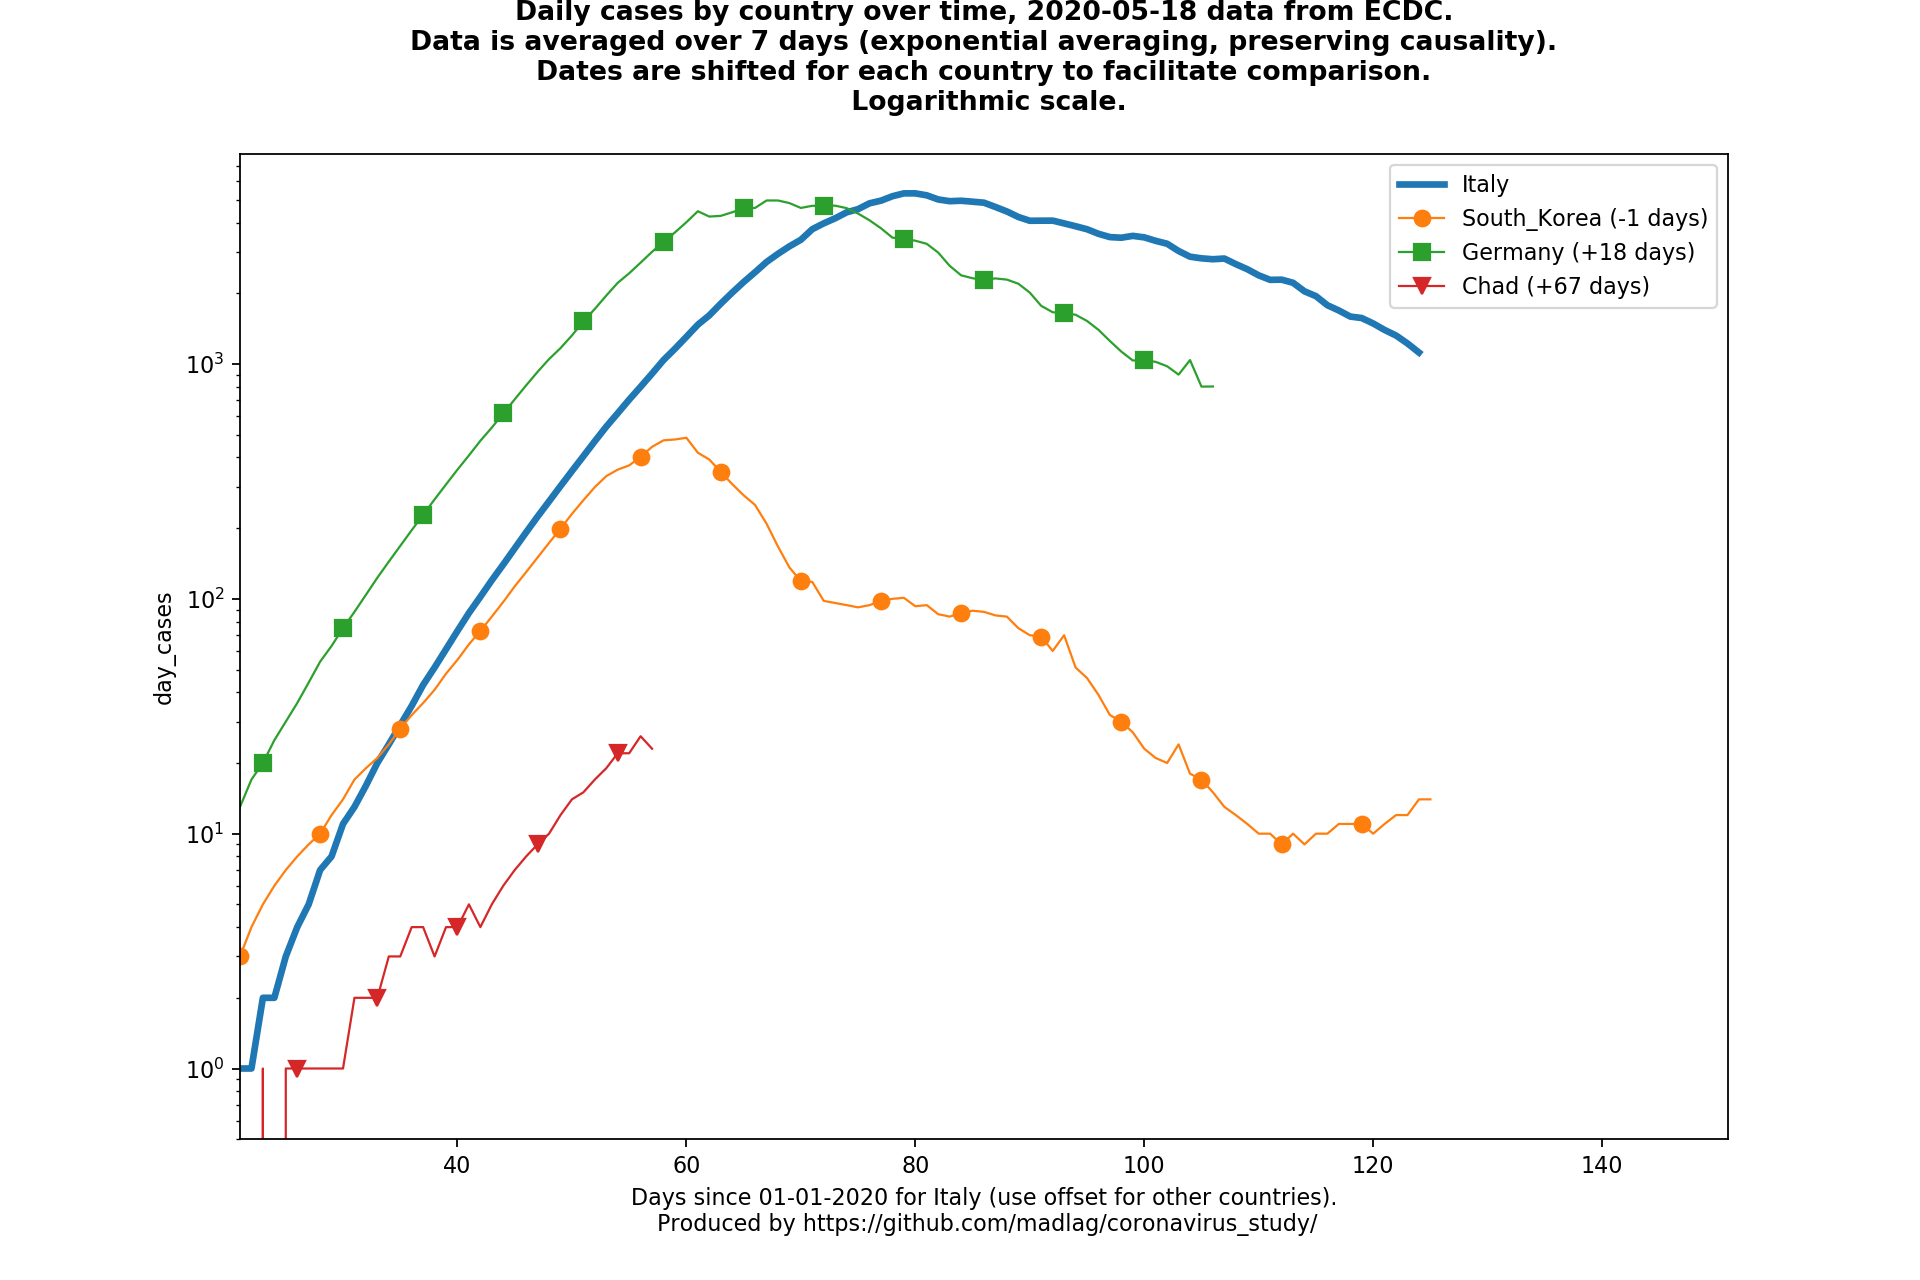 Daily cases by country over time, 2020-05-18 data from ECDC.
Data is averaged over 7 days (exponential averaging, preserving causality).
Dates are shifted for each country to facilitate comparison.
Logarithmic scale.
Italy
South_Korea (-1 days)
Germany (+18 days)
Chad (+67 days)
10³
10²
10¹
10⁰
day_cases
40 60 80 100 120 140
Days since 01-01-2020 for Italy (use offset for other countries).
Produced by https://github.com/madlag/coronavirus_study/